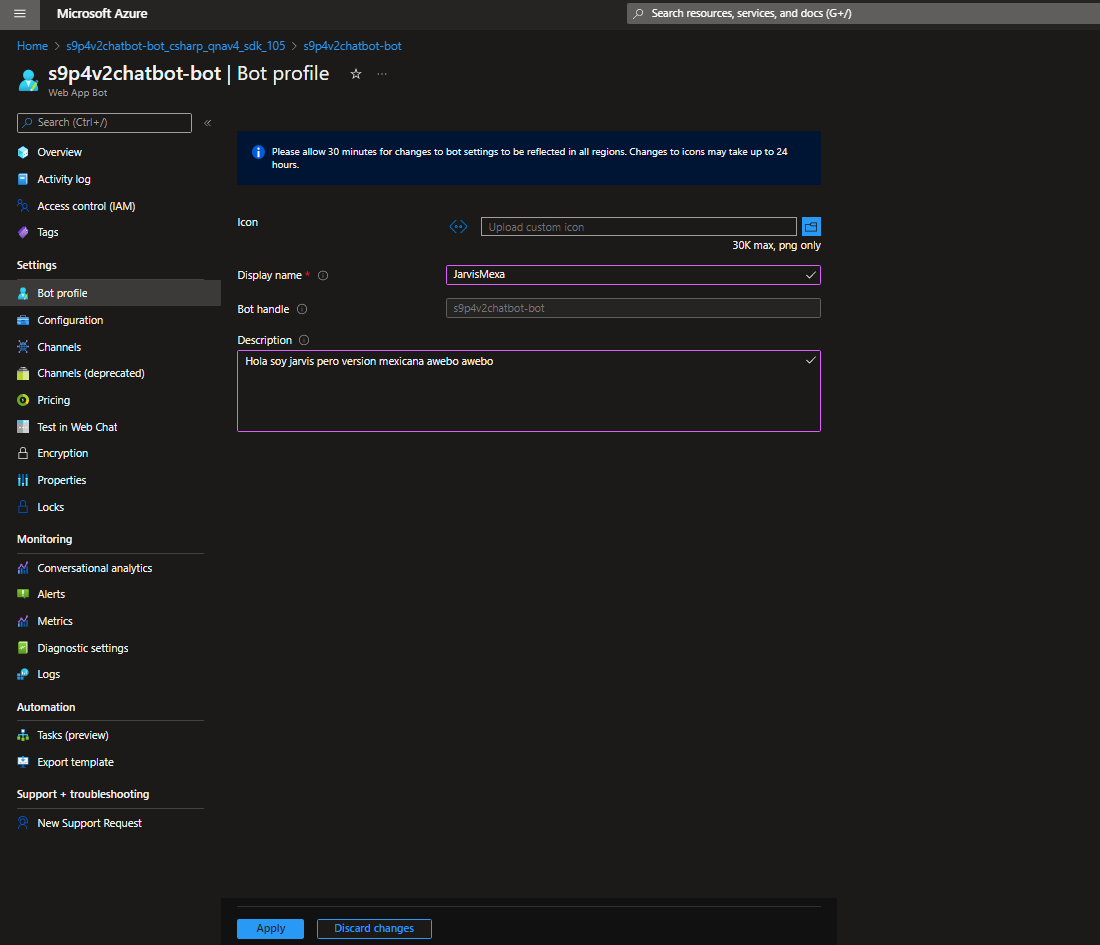 Microsoft Azure
Search resources, services, and docs (G+/)
Home > s9p4v2chatbot-bot_csharp_qnav4_sdk_105 > s9p4v2chatbot-bot
s9p4v2chatbot-bot | Bot profile
Web App Bot
Search (Ctrl+/)
«
Overview
Activity log
Access control (IAM)
Tags
Settings
Bot profile
Configuration
Channels
Channels (deprecated)
Pricing
Test in Web Chat
Encryption
Properties
Locks
Monitoring
Conversational analytics
Alerts
Metrics
Diagnostic settings
Logs
Automation
Tasks (preview)
Export template
Support + troubleshooting
New Support Request
Please allow 30 minutes for changes to bot settings to be reflected in all regions. Changes to icons may take up to 24
hours.
Icon
Upload custom icon
30K max, png only
Display name *
JarvisMexa
Bot handle
s9p4v2chatbot-bot
Description
Hola soy jarvis pero version mexicana awebo awebo
Apply
Discard changes